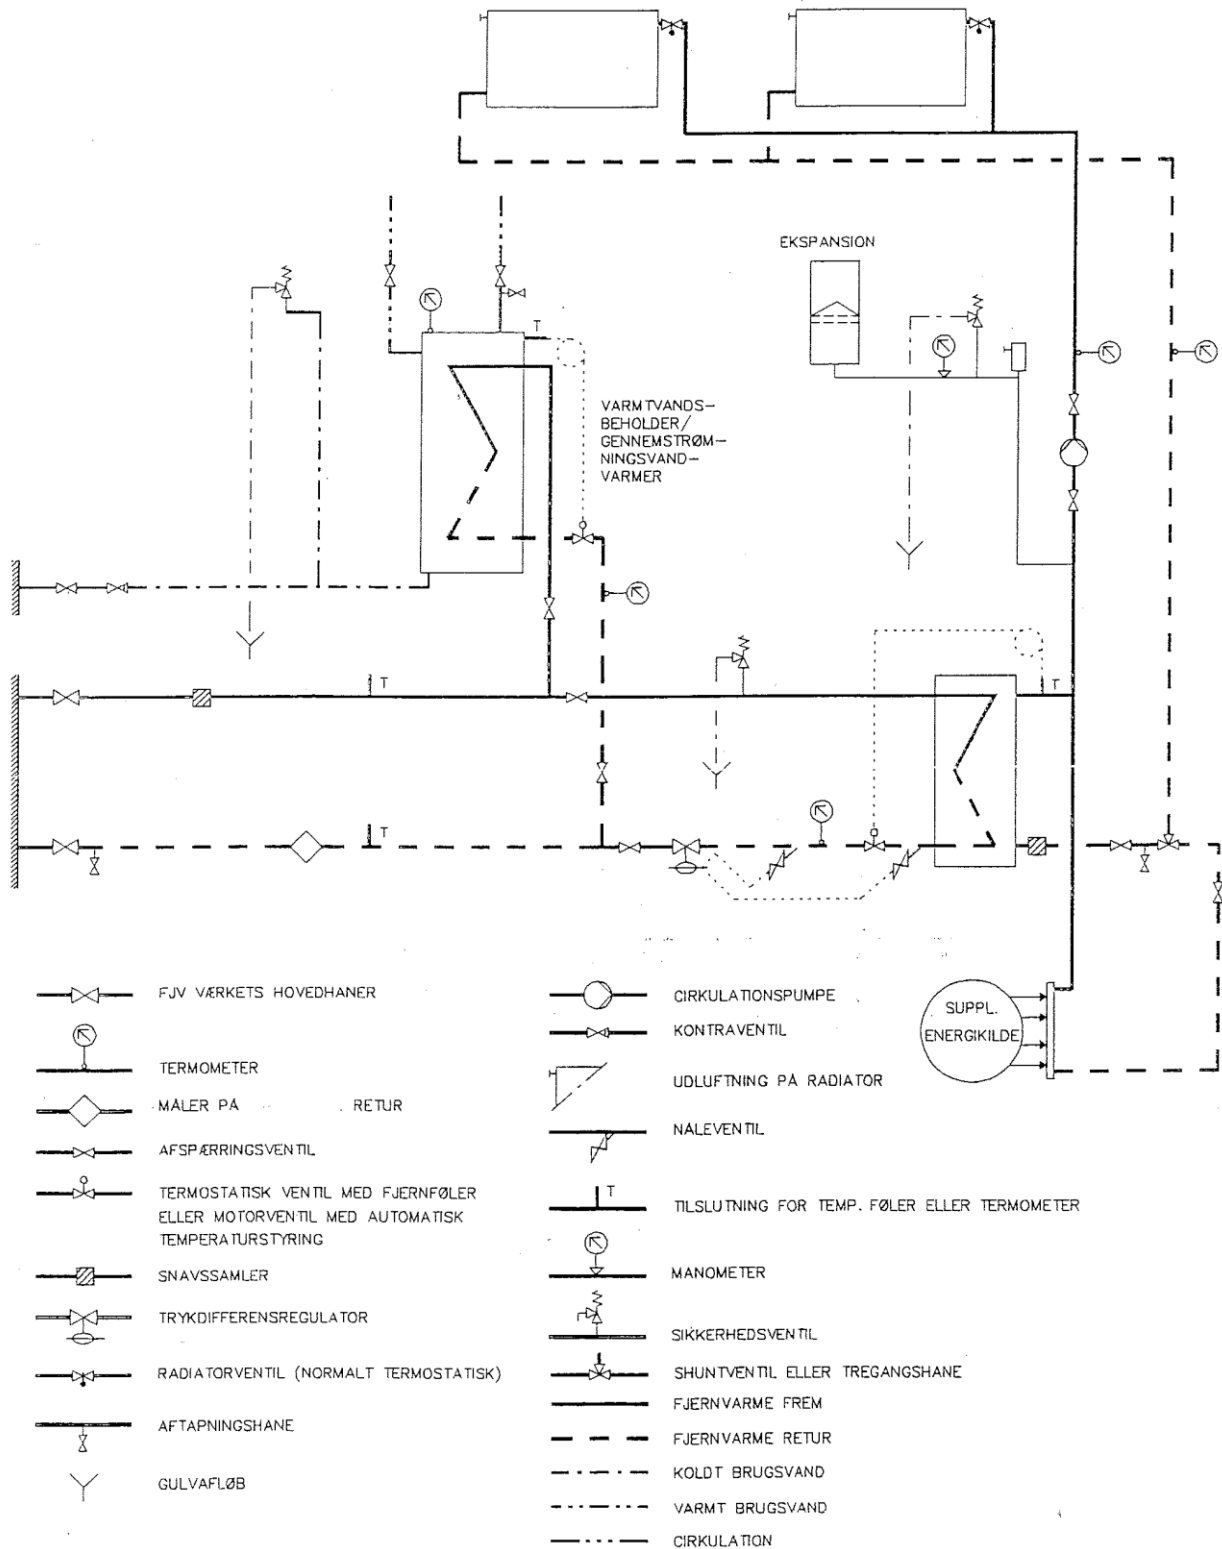 EKSPANSION
T
VARMTVANDS-
BEHOLDER/
GENNEMSTRØM-
NINGSVAND-
VARMER
T
T
T
SUPPL.
ENERGIKILDE
FJV VÆRKETS HOVEDHANER
TERMOMETER
MÅLER PÅ RETUR
AFSPÆRRINGSVENTIL
TERMOSTATISK VENTIL MED FJERNFØLER
ELLER MOTORVENTIL MED AUTOMATISK
TEMPERATURSTYRING
SNAVSSAMLER
TRYKDIFFERENSREGULATOR
RADIATORVENTIL (NORMALT TERMOSTATISK)
AFTAPNINGSHANE
GULVAFLØB
CIRKULATIONSPUMPE
KONTRAVENTIL
UDLUFTNING PÅ RADIATOR
NALEVENTIL
T
TILSLUTNING FOR TEMP. FØLER ELLER TERMOMETER
MANOMETER
SIKKERHEDSVENTIL
SHUNTVENTIL ELLER TREGANGSHANE
FJERNVARME FREM
FJERNVARME RETUR
KOLDT BRUGSVAND
VARMT BRUGSVAND
CIRKULATION